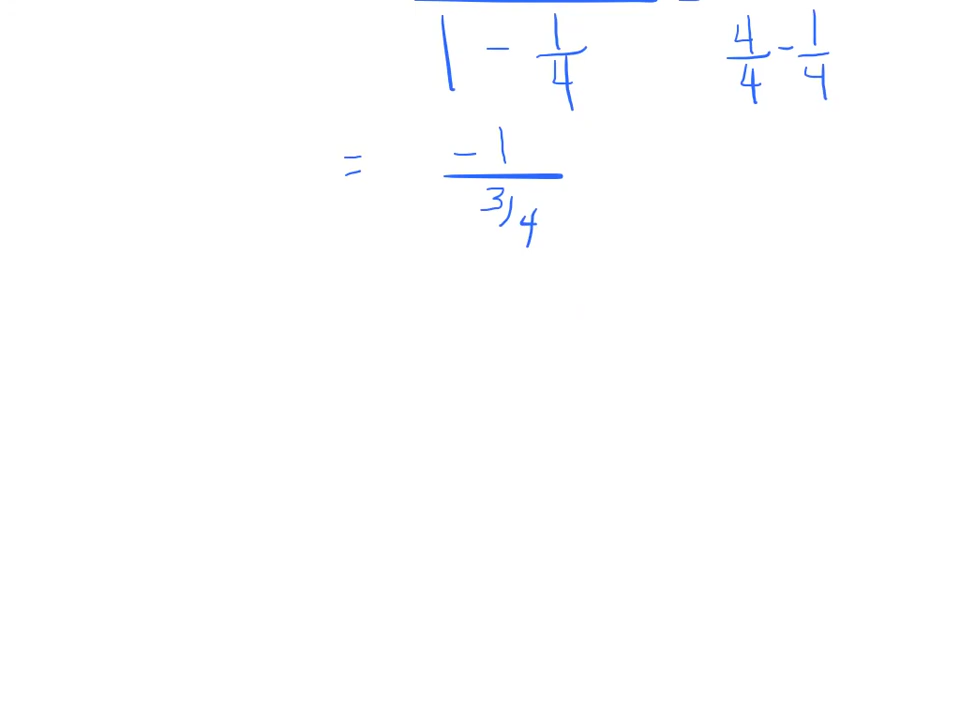 1 - 1/4 4/4 - 1/4
= -1 / 3/4